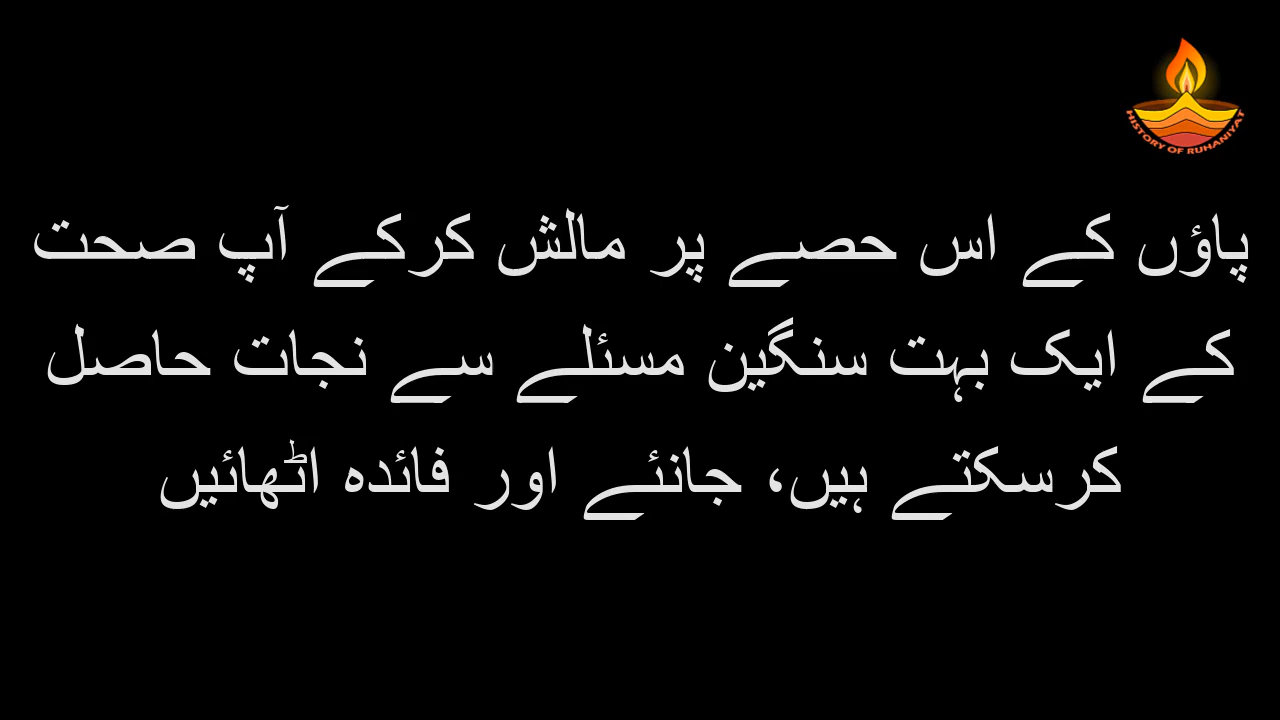 HISTORY OF RUHANIYAT
پاؤں کے اس حصے پر مالش کرکے آپ صحت
کے ایک بہت سنگین مسئلے سے نجات حاصل
کرسکتے ہیں، جانئے اور فائدہ اٹھائیں